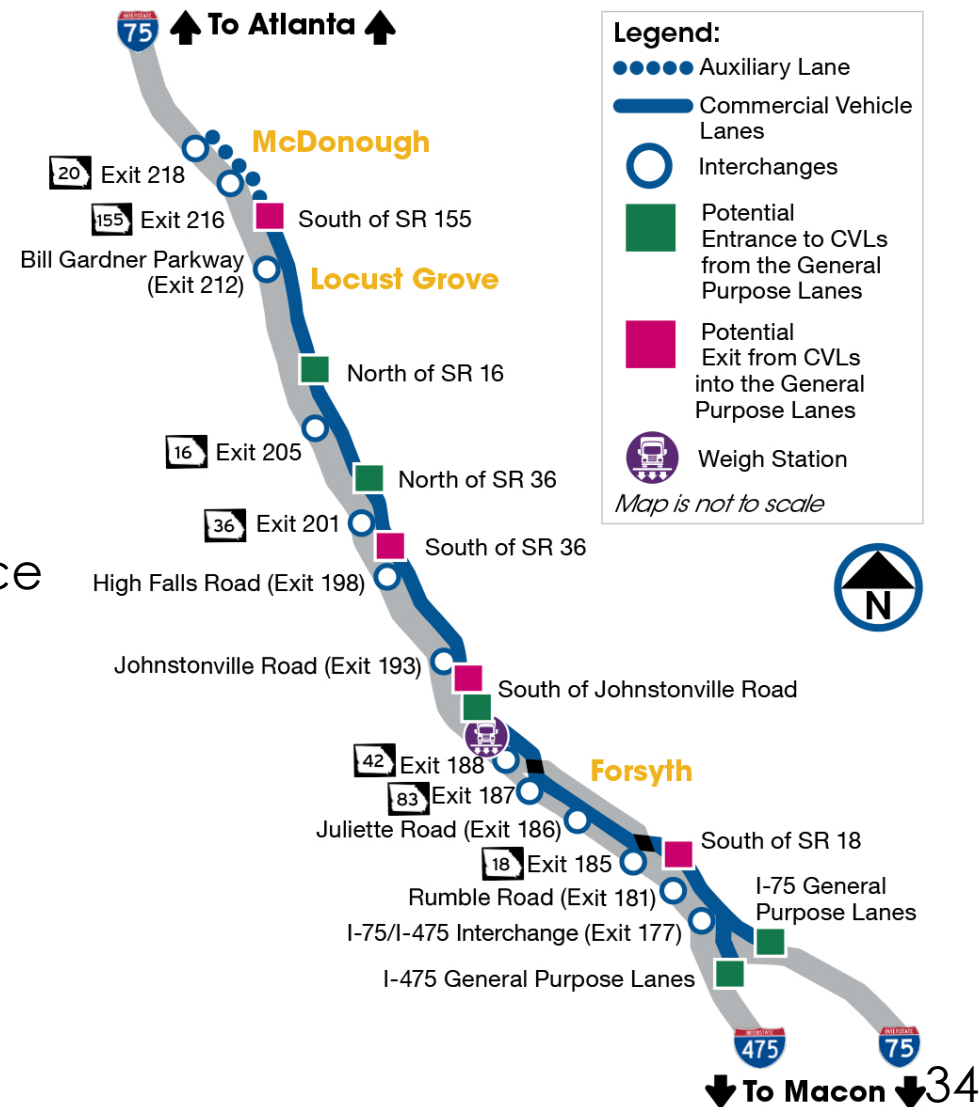 INTERSTATE
75
To Atlanta
McDonough
20 Exit 218
155 Exit 216
South of SR 155
Bill Gardner Parkway
(Exit 212)
Locust Grove
North of SR 16
16 Exit 205
North of SR 36
36 Exit 201
South of SR 36
ce
High Falls Road (Exit 198)
Johnstonville Road (Exit 193)
South of Johnstonville Road
42 Exit 188
Forsyth
83 Exit 187
Juliette Road (Exit 186)
South of SR 18
18 Exit 185
Rumble Road (Exit 181)
I-75 General
Purpose Lanes
I-75/I-475 Interchange (Exit 177)
I-475 General Purpose Lanes
INTERSTATE
475
INTERSTATE
75
To Macon
34
Legend:
Auxiliary Lane
Commercial Vehicle
Lanes
Interchanges
Potential
Entrance to CVLs
from the General
Purpose Lanes
Potential
Exit from CVLs
into the General
Purpose Lanes
Weigh Station
Map is not to scale
N